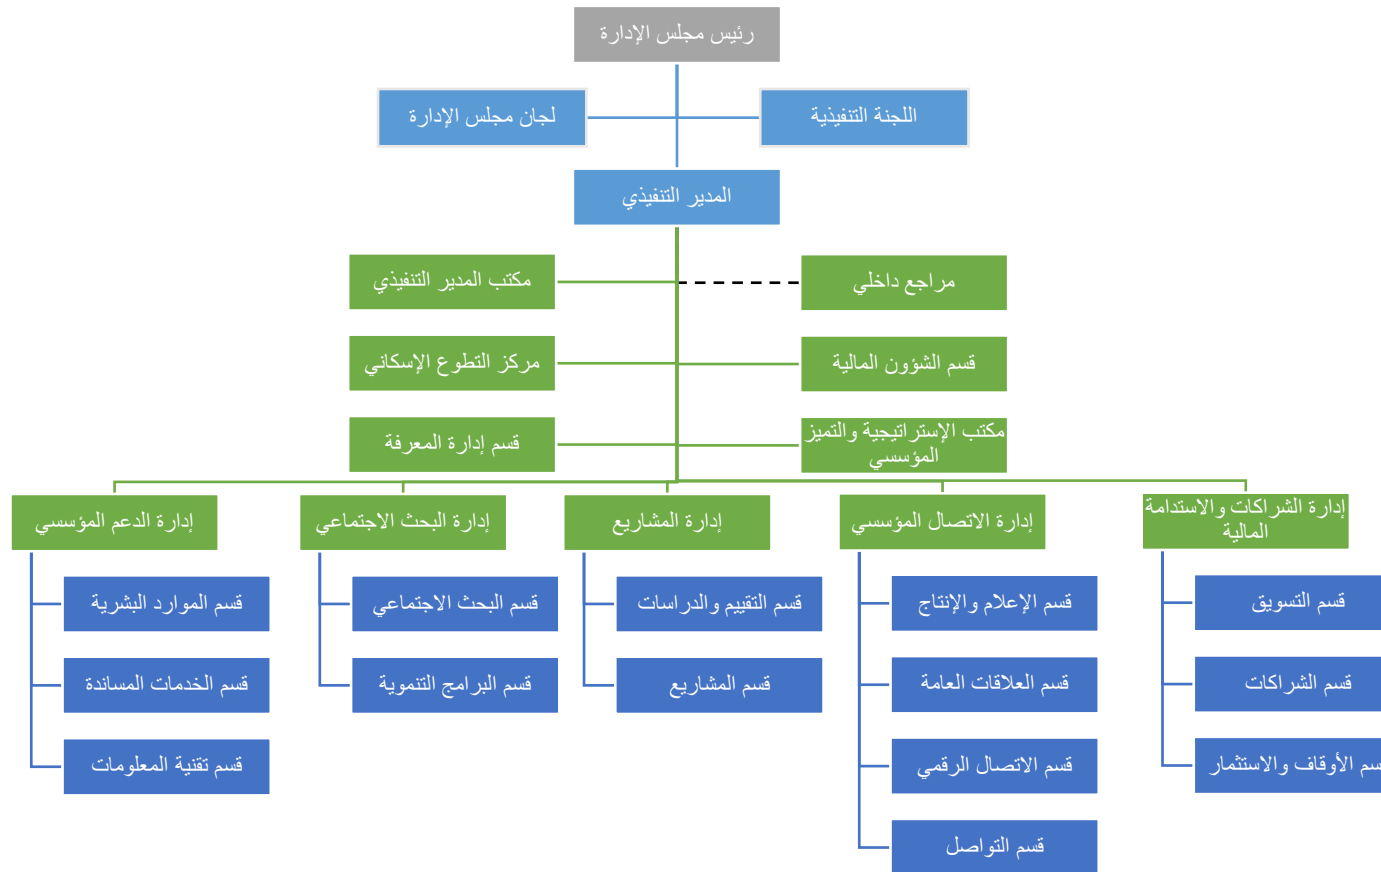 رئيس مجلس الإدارة
اللجنة التنفيذية
لجان مجلس الإدارة
المدير التنفيذي
مراجع داخلي
مكتب المدير التنفيذي
قسم الشؤون المالية
مركز التطوع الإسكاني
مكتب الإستراتيجية والتميز
المؤسسي
قسم إدارة المعرفة
إدارة الشراكات والاستدامة
المالية
إدارة الاتصال المؤسسي
إدارة المشاريع
إدارة البحث الاجتماعي
إدارة الدعم المؤسسي
قسم التسويق
قسم الإعلام والإنتاج
قسم التقييم والدراسات
قسم البحث الاجتماعي
قسم الموارد البشرية
قسم الشراكات
قسم العلاقات العامة
قسم المشاريع
قسم البرامج التنموية
قسم الخدمات المساندة
سم الأوقاف والاستثمار
قسم الاتصال الرقمي
قسم تقنية المعلومات
قسم التواصل